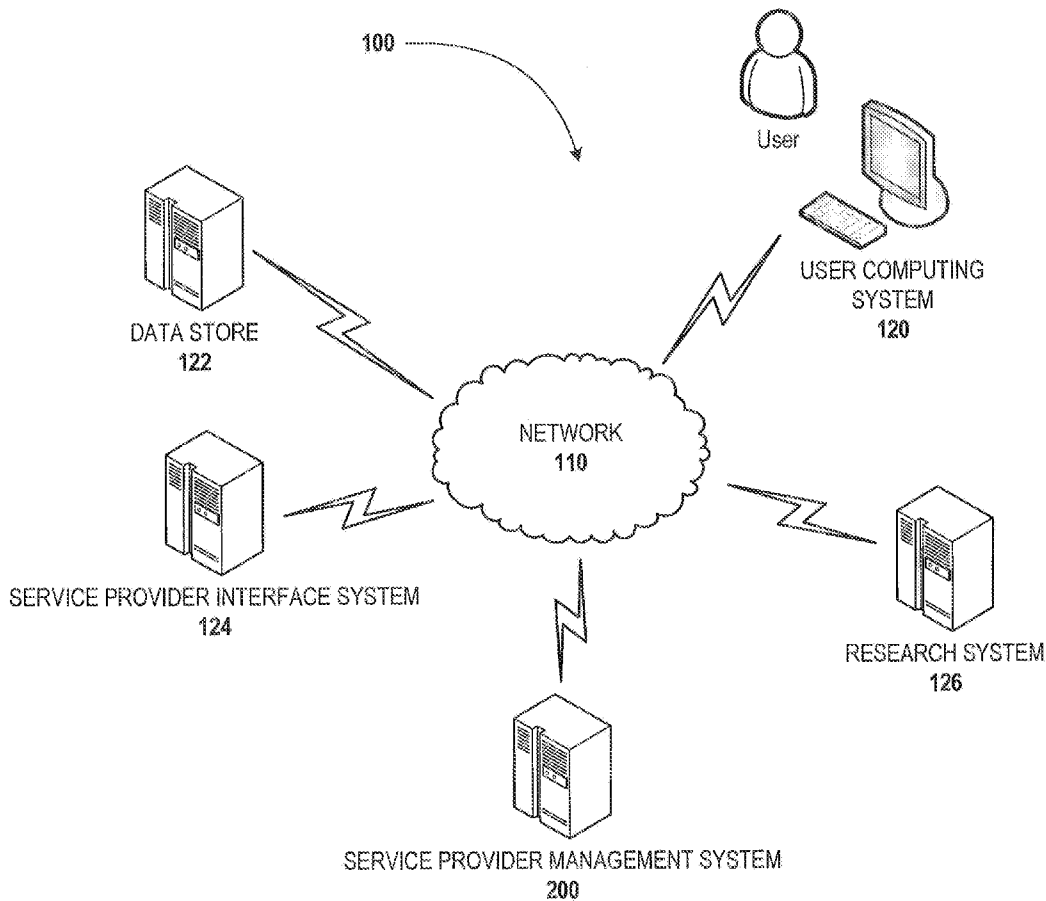 100
User
USER COMPUTING
SYSTEM
120
DATA STORE
122
NETWORK
110
SERVICE PROVIDER INTERFACE SYSTEM
124
RESEARCH SYSTEM
126
SERVICE PROVIDER MANAGEMENT SYSTEM
200